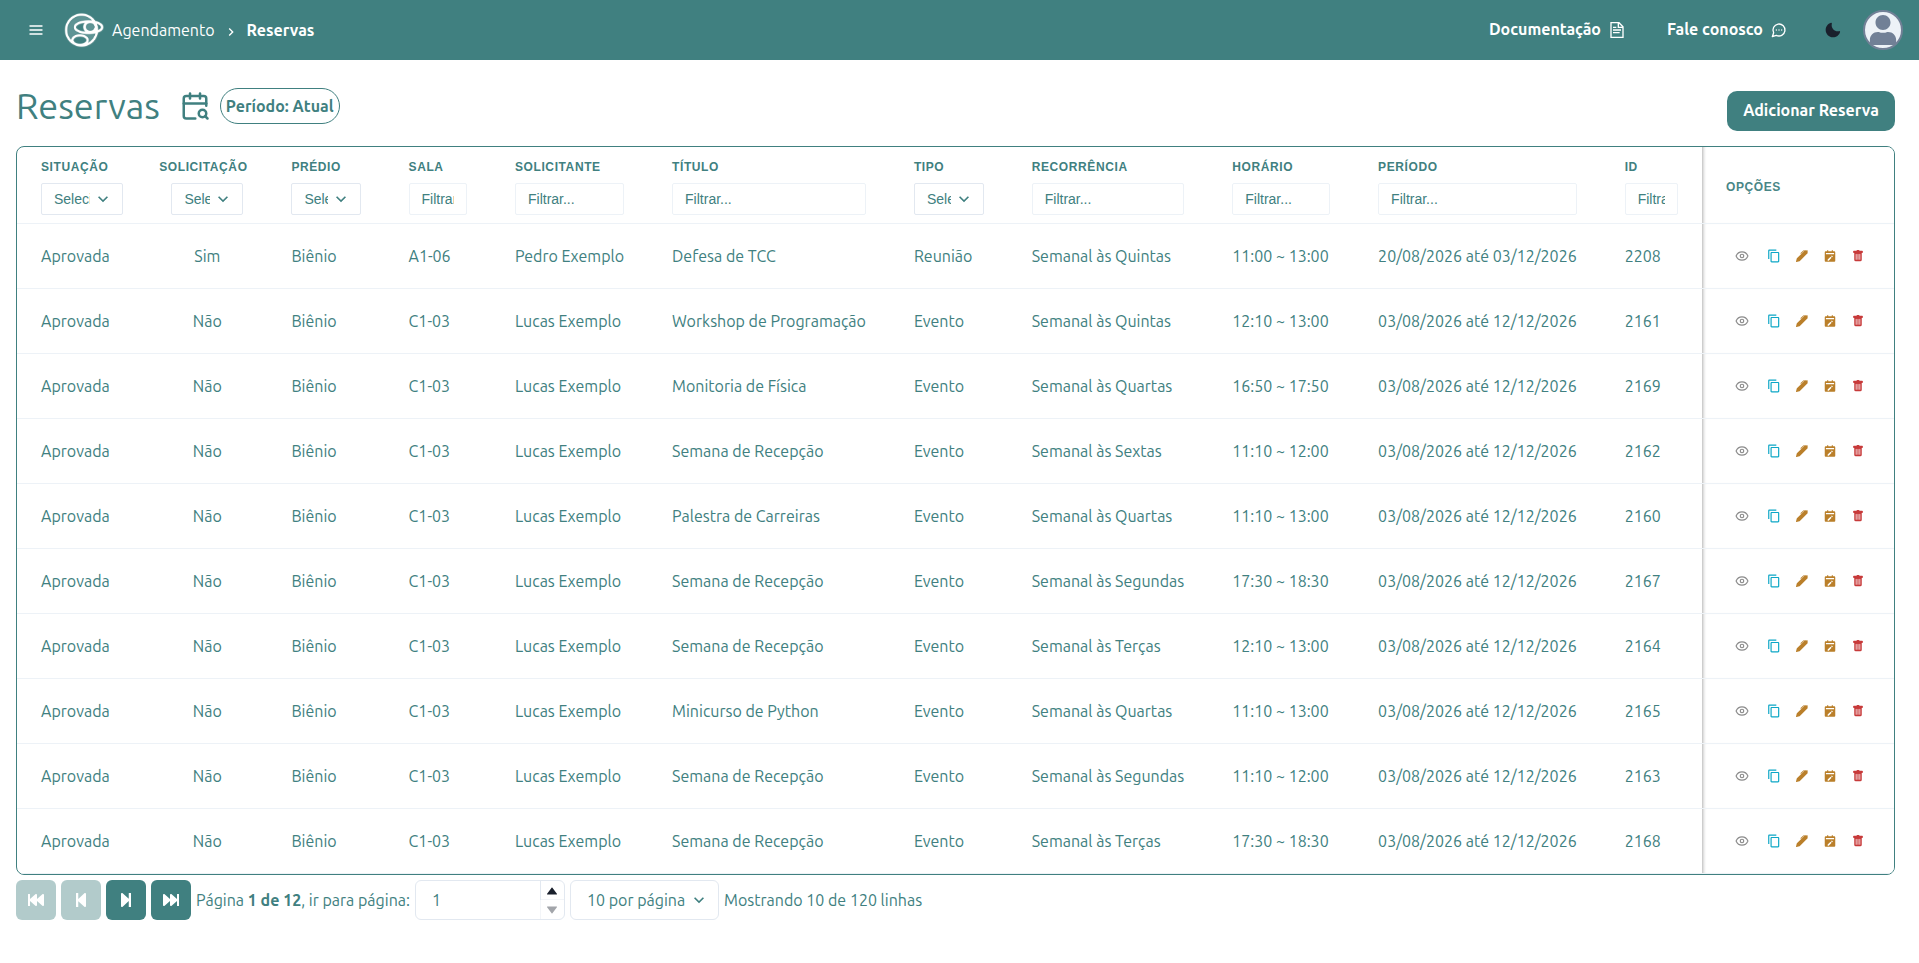 Agendamento › Reservas Documentação Fale conosco
Reservas Período: Atual Adicionar Reserva
SITUAÇÃO SOLICITAÇÃO PRÉDIO SALA SOLICITANTE TÍTULO TIPO RECORRÊNCIA HORÁRIO PERÍODO ID OPÇÕES
Selec Sele Sele Filtrar Filtrar... Filtrar... Sele Filtrar... Filtrar... Filtrar... Filtra
Aprovada Sim Biênio A1-06 Pedro Exemplo Defesa de TCC Reunião Semanal às Quintas 11:00 ~ 13:00 20/08/2026 até 03/12/2026 2208
Aprovada Não Biênio C1-03 Lucas Exemplo Workshop de Programação Evento Semanal às Quintas 12:10 ~ 13:00 03/08/2026 até 12/12/2026 2161
Aprovada Não Biênio C1-03 Lucas Exemplo Monitoria de Física Evento Semanal às Quartas 16:50 ~ 17:50 03/08/2026 até 12/12/2026 2169
Aprovada Não Biênio C1-03 Lucas Exemplo Semana de Recepção Evento Semanal às Sextas 11:10 ~ 12:00 03/08/2026 até 12/12/2026 2162
Aprovada Não Biênio C1-03 Lucas Exemplo Palestra de Carreiras Evento Semanal às Quartas 11:10 ~ 13:00 03/08/2026 até 12/12/2026 2160
Aprovada Não Biênio C1-03 Lucas Exemplo Semana de Recepção Evento Semanal às Segundas 17:30 ~ 18:30 03/08/2026 até 12/12/2026 2167
Aprovada Não Biênio C1-03 Lucas Exemplo Semana de Recepção Evento Semanal às Terças 12:10 ~ 13:00 03/08/2026 até 12/12/2026 2164
Aprovada Não Biênio C1-03 Lucas Exemplo Minicurso de Python Evento Semanal às Quartas 11:10 ~ 13:00 03/08/2026 até 12/12/2026 2165
Aprovada Não Biênio C1-03 Lucas Exemplo Semana de Recepção Evento Semanal às Segundas 11:10 ~ 12:00 03/08/2026 até 12/12/2026 2163
Aprovada Não Biênio C1-03 Lucas Exemplo Semana de Recepção Evento Semanal às Terças 17:30 ~ 18:30 03/08/2026 até 12/12/2026 2168
Página 1 de 12, ir para página: 1 10 por página Mostrando 10 de 120 linhas